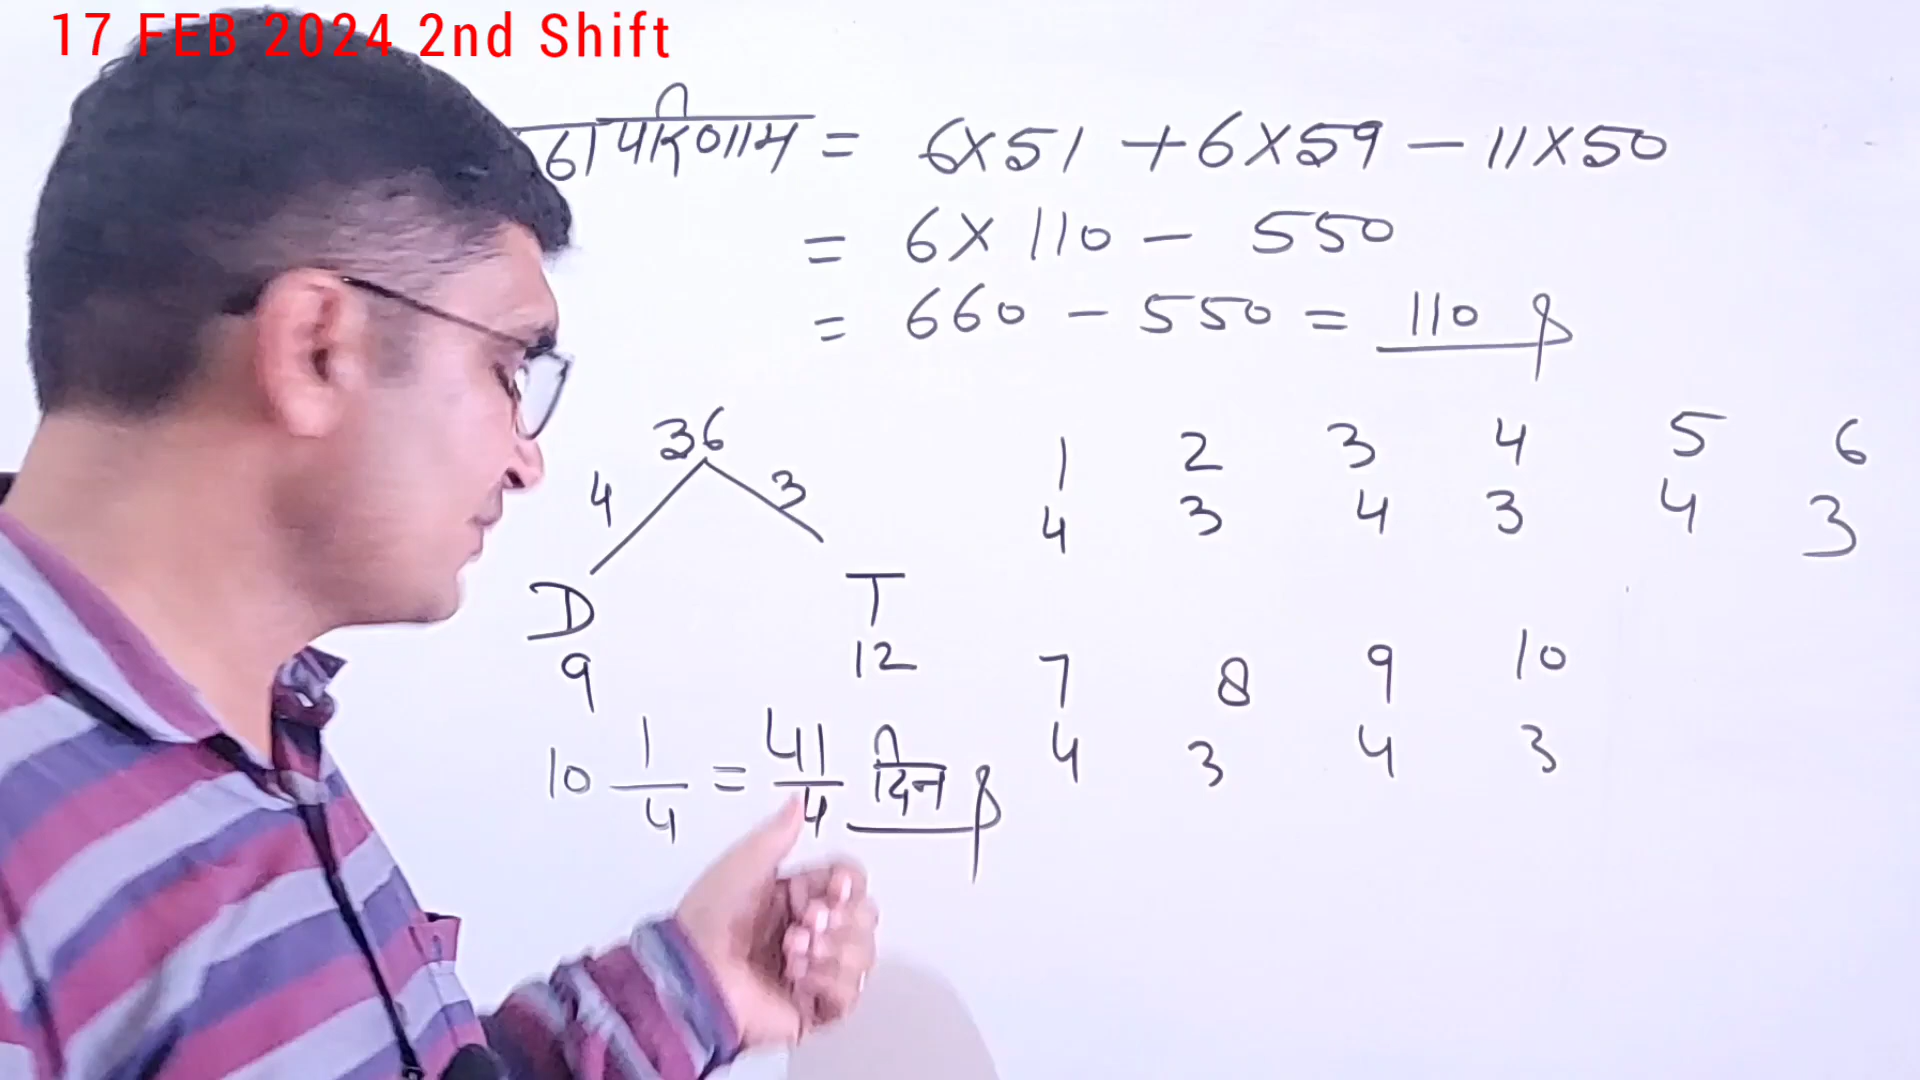 17 FEB 2024 2nd Shift
परिणाम = 6×51 + 6×59 - 11×50
= 6× 110 - 550
= 660 - 550 = 110
36
4 3
D T
9 12
10 1/4 = 41/4 दिन
1 2 3 4 5 6
4 3 4 3 4 3
7 8 9 10
4 3 4 3